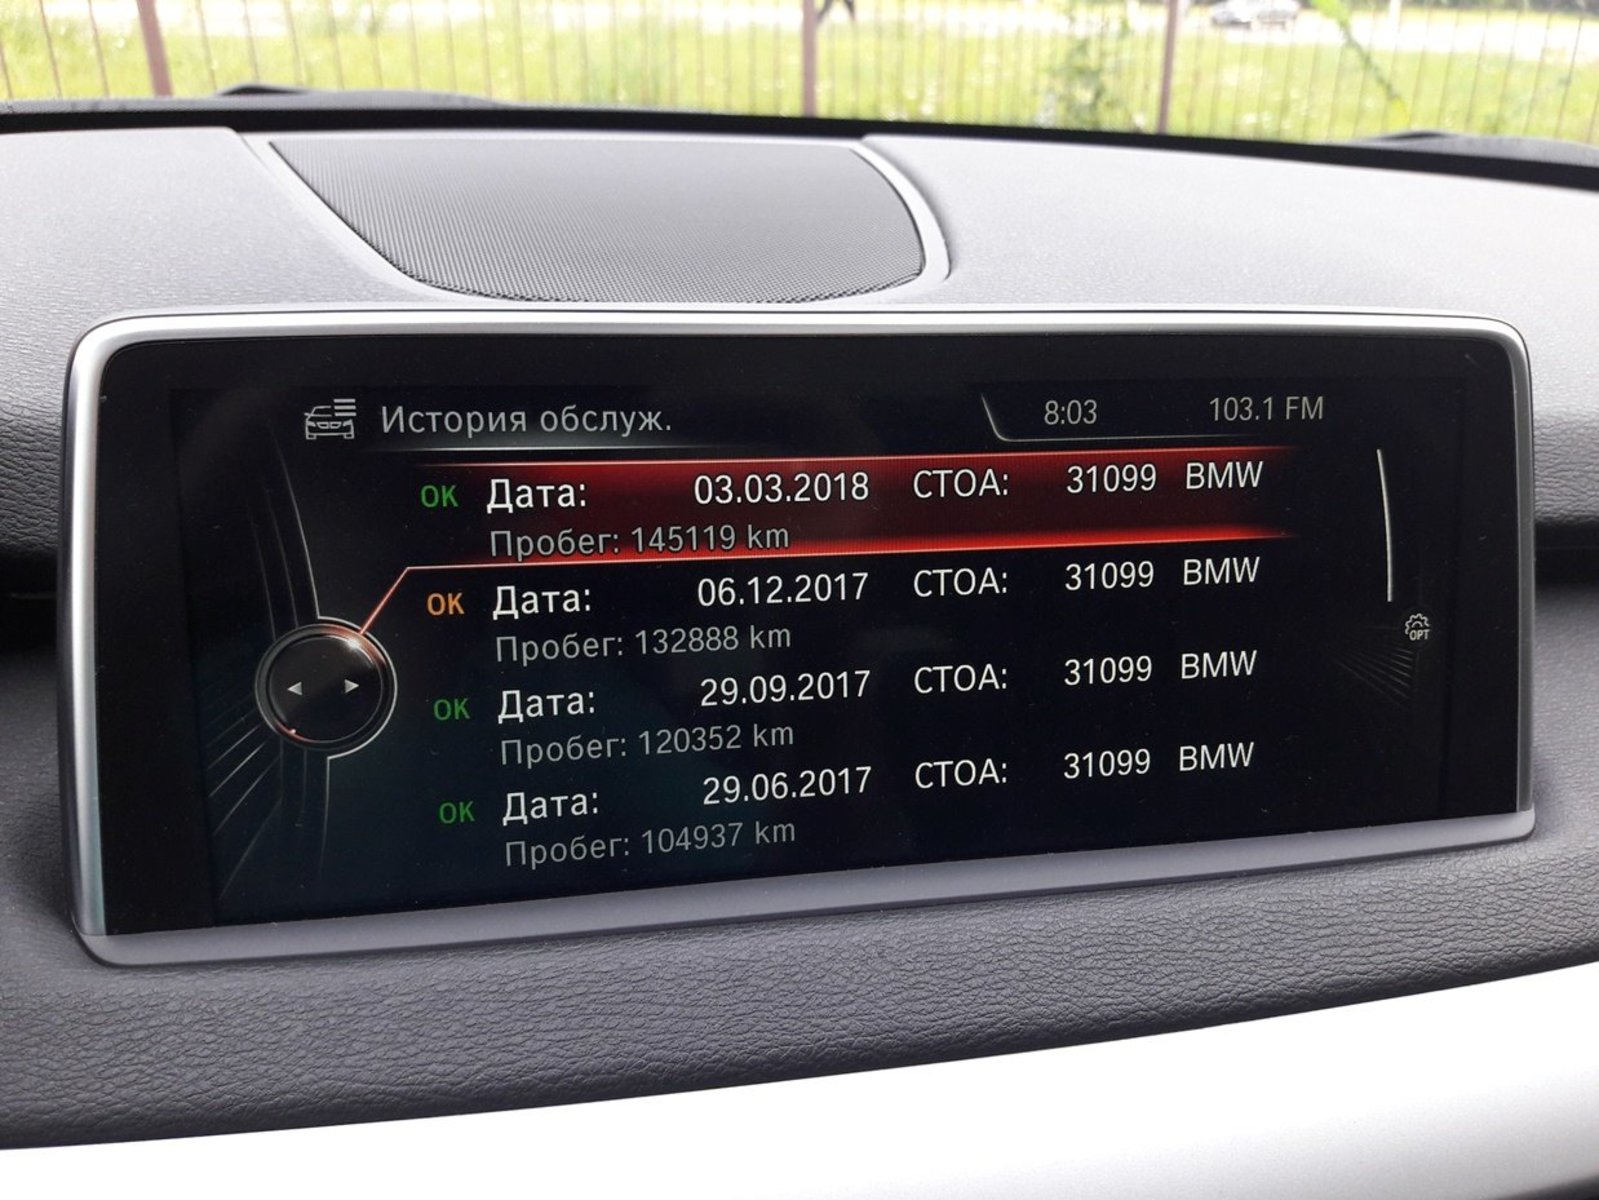 История обслуж. 8:03 103.1 FM
OK Дата: 03.03.2018 СТОА: 31099 BMW
Пробег: 145119 km
OK Дата: 06.12.2017 СТОА: 31099 BMW
Пробег: 132888 km
OPT
OK Дата: 29.09.2017 СТОА: 31099 BMW
Пробег: 120352 km
OK Дата: 29.06.2017 СТОА: 31099 BMW
Пробег: 104937 km